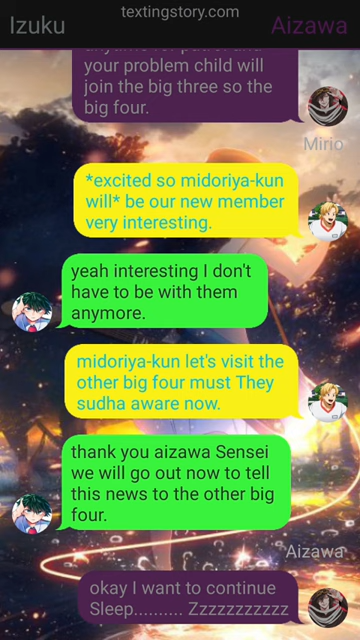 textingstory.com
Izuku
Aizawa
your problem child will
join the big three so the
big four.
Mirio
*excited so midoriya-kun
will* be our new member
very interesting.
yeah interesting I don't
have to be with them
anymore.
midoriya-kun let's visit the
other big four must They
sudha aware now.
thank you aizawa Sensei
we will go out now to tell
this news to the other big
four.
Aizawa
okay I want to continue
Sleep.......... Zzzzzzzzzzz